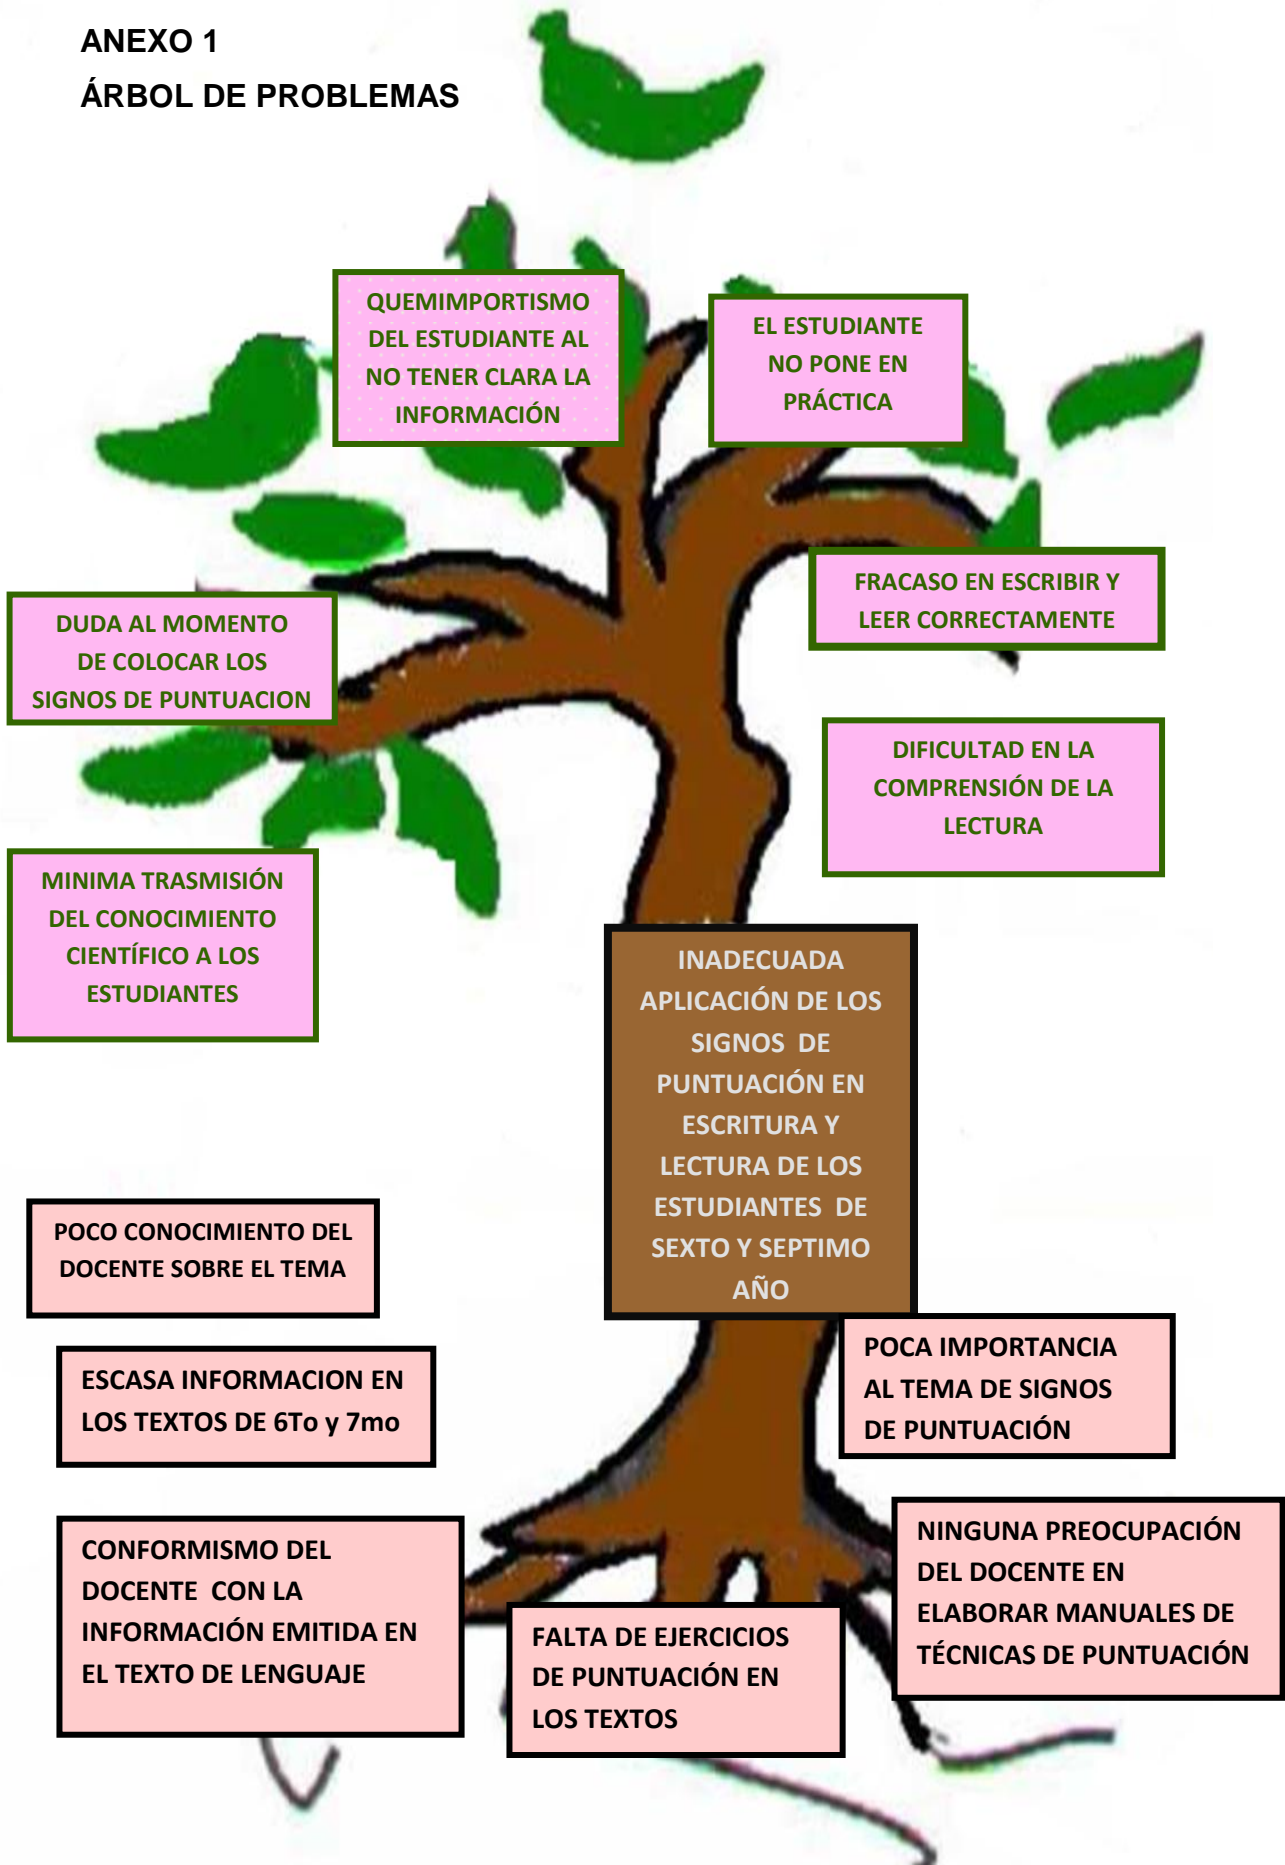 ANEXO 1
ÁRBOL DE PROBLEMAS
QUEMIMPORTISMO
DEL ESTUDIANTE AL
NO TENER CLARA LA
INFORMACIÓN
EL ESTUDIANTE
NO PONE EN
PRÁCTICA
FRACASO EN ESCRIBIR Y
LEER CORRECTAMENTE
DUDA AL MOMENTO
DE COLOCAR LOS
SIGNOS DE PUNTUACION
DIFICULTAD EN LA
COMPRENSIÓN DE LA
LECTURA
MINIMA TRASMISIÓN
DEL CONOCIMIENTO
CIENTÍFICO A LOS
ESTUDIANTES
INADECUADA
APLICACIÓN DE LOS
SIGNOS DE
PUNTUACIÓN EN
ESCRITURA Y
LECTURA DE LOS
ESTUDIANTES DE
SEXTO Y SEPTIMO
AÑO
POCO CONOCIMIENTO DEL
DOCENTE SOBRE EL TEMA
ESCASA INFORMACION EN
LOS TEXTOS DE 6To y 7mo
POCA IMPORTANCIA
AL TEMA DE SIGNOS
DE PUNTUACIÓN
CONFORMISMO DEL
DOCENTE CON LA
INFORMACIÓN EMITIDA EN
EL TEXTO DE LENGUAJE
FALTA DE EJERCICIOS
DE PUNTUACIÓN EN
LOS TEXTOS
NINGUNA PREOCUPACIÓN
DEL DOCENTE EN
ELABORAR MANUALES DE
TÉCNICAS DE PUNTUACIÓN